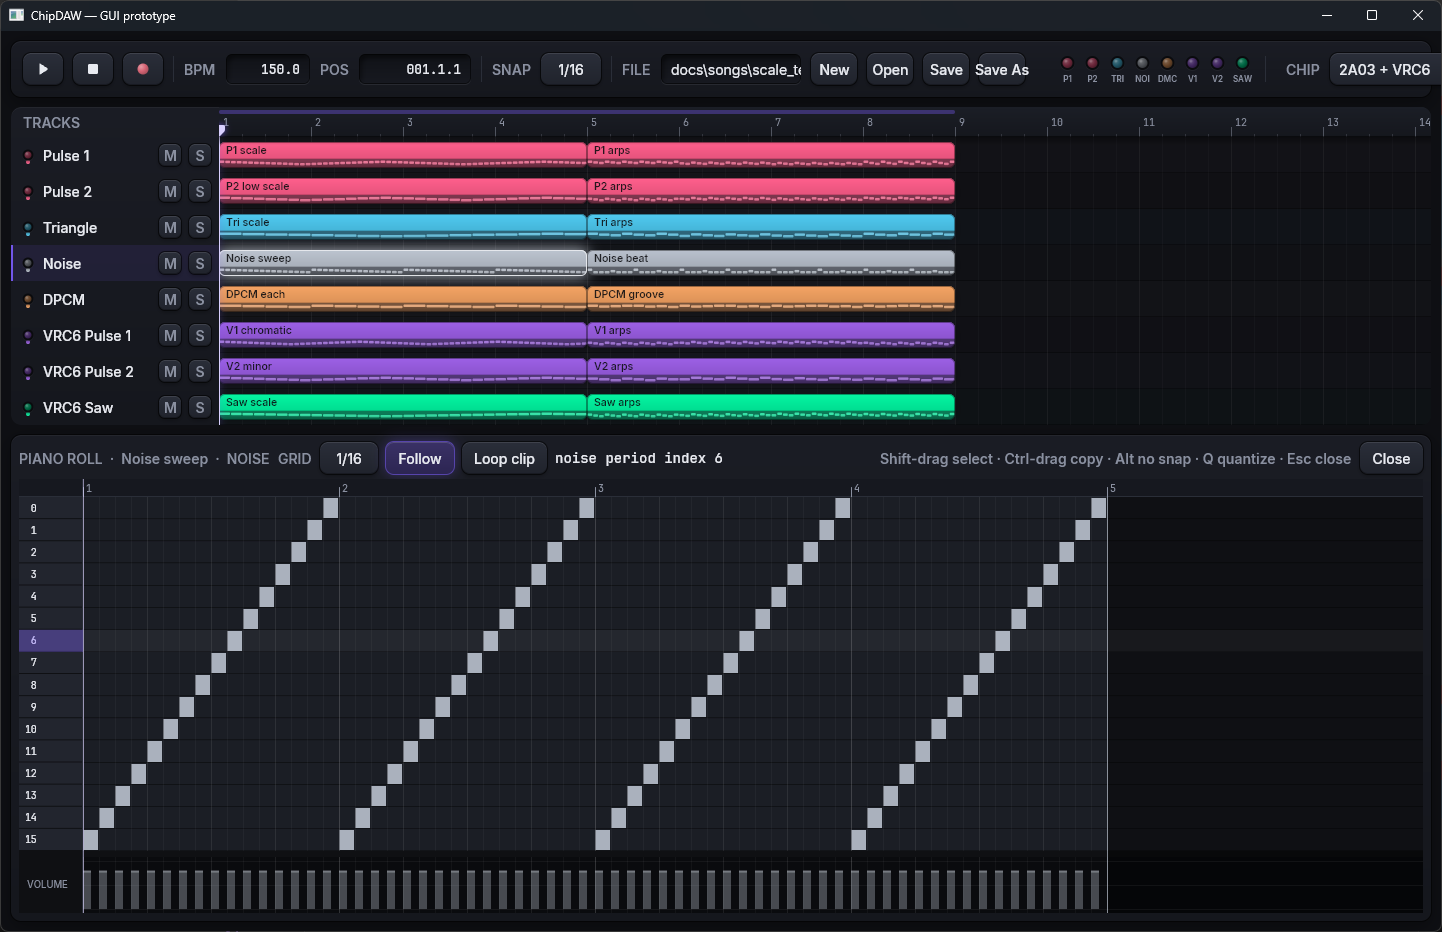 ChipDAW — GUI prototype
BPM 150.0 POS 001.1.1 SNAP 1/16 FILE docs\songs\scale_te New Open Save Save As P1 P2 TRI NOI DMC V1 V2 SAW CHIP 2A03 + VRC6
TRACKS 1 2 3 4 5 6 7 8 9 10 11 12 13 14
Pulse 1 M S P1 scale P1 arps
Pulse 2 M S P2 low scale P2 arps
Triangle M S Tri scale Tri arps
Noise M S Noise sweep Noise beat
DPCM M S DPCM each DPCM groove
VRC6 Pulse 1 M S V1 chromatic V1 arps
VRC6 Pulse 2 M S V2 minor V2 arps
VRC6 Saw M S Saw scale Saw arps
PIANO ROLL · Noise sweep · NOISE GRID 1/16 Follow Loop clip noise period index 6 Shift-drag select · Ctrl-drag copy · Alt no snap · Q quantize · Esc close Close
1 2 3 4 5
0
1
2
3
4
5
6
7
8
9
10
11
12
13
14
15
VOLUME